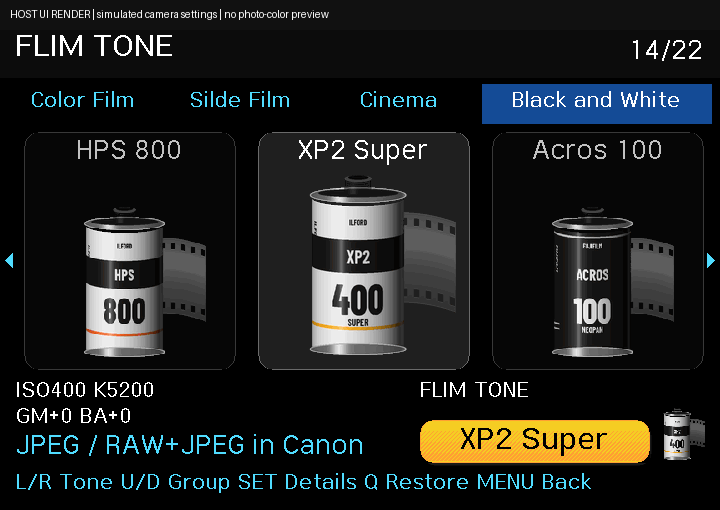 HOST UI RENDER | simulated camera settings | no photo-color preview
FLIM TONE
14/22
Color Film
Silde Film
Cinema
Black and White
HPS 800
XP2 Super
Acros 100
ILFORD
HPS
800
ILFORD
XP2
400
SUPER
FUJIFILM
ACROS
100
NEOPAN
ISO400 K5200
FLIM TONE
GM+0 BA+0
JPEG / RAW+JPEG in Canon
XP2 Super
400
L/R Tone U/D Group SET Details Q Restore MENU Back